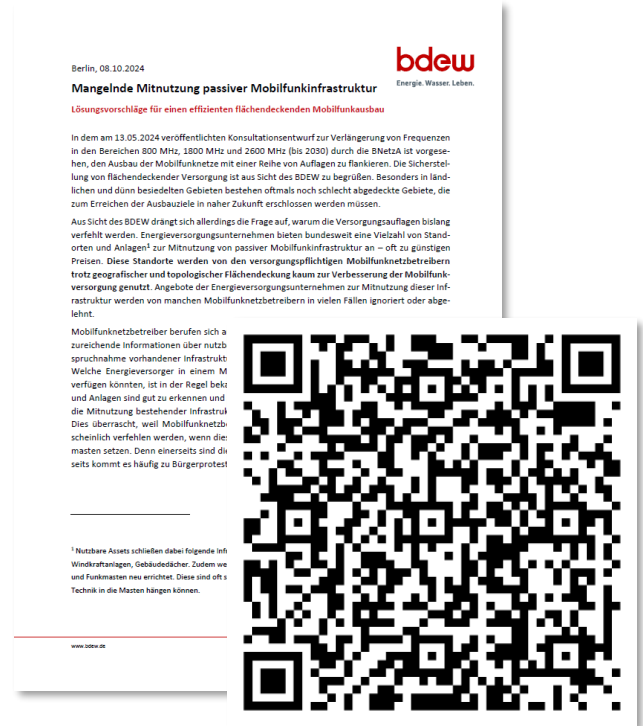 bdew
Energie. Wasser. Leben.
Berlin, 08.10.2024
Mangelnde Mitnutzung passiver Mobilfunkinfrastruktur
Lösungsvorschläge für einen effizienten flächendeckenden Mobilfunkausbau
In dem am 13.05.2024 veröffentlichten Konsultationsentwurf zur Verlängerung von Frequenzen
in den Bereichen 800 MHz, 1800 MHz und 2600 MHz (bis 2030) durch die BNetzA ist vorgese-
hen, den Ausbau der Mobilfunknetze mit einer Reihe von Auflagen zu flankieren. Die Sicherstel-
lung von flächendeckender Versorgung ist aus Sicht des BDEW zu begrüßen. Besonders in länd-
lichen und dünn besiedelten Gebieten bestehen oftmals noch schlecht abgedeckte Gebiete, die
zum Erreichen der Ausbauziele in naher Zukunft erschlossen werden müssen.
Aus Sicht des BDEW drängt sich allerdings die Frage auf, warum die Versorgungsauflagen bislang
verfehlt werden. Energieversorgungsunternehmen bieten bundesweit eine Vielzahl von Stand-
orten und Anlagen¹ zur Mitnutzung von passiver Mobilfunkinfrastruktur an – oft zu günstigen
Preisen. Diese Standorte werden von den versorgungspflichtigen Mobilfunknetzbetreibern
trotz geografischer und topologischer Flächendeckung kaum zur Verbesserung der Mobilfunk-
versorgung genutzt. Angebote der Energieversorgungsunternehmen zur Mitnutzung dieser Inf-
rastruktur werden von manchen Mobilfunknetzbetreibern in vielen Fällen ignoriert oder abge-
lehnt.
Mobilfunknetzbetreiber berufen sich a
zureichende Informationen über nutzb
spruchnahme vorhandener Infrastrukt
Welche Energieversorger in einem M
verfügen könnten, ist in der Regel beka
und Anlagen sind gut zu erkennen und
die Mitnutzung bestehender Infrastruk
Dies überrascht, weil Mobilfunknetzb
scheinlich verfehlen werden, wenn dies
masten setzen. Denn einerseits sind die
seits kommt es häufig zu Bürgerprotest
¹ Nutzbare Assets schließen dabei folgende Infr
Windkraftanlagen, Gebäudedächer. Zudem we
und Funkmasten neu errichtet. Diese sind oft s
Technik in die Masten hängen können.
www.bdew.de